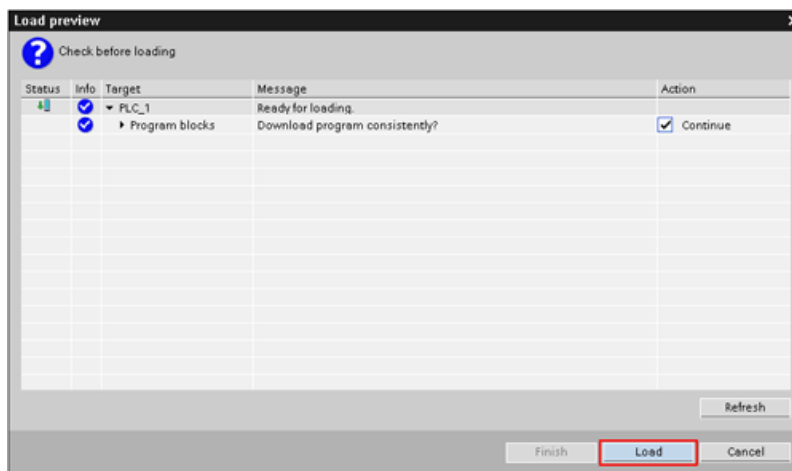 Load preview
Check before loading
Status Info Target Message Action
PLC_1 Ready for loading.
Program blocks Download program consistently? Continue
Refresh
Finish Load Cancel